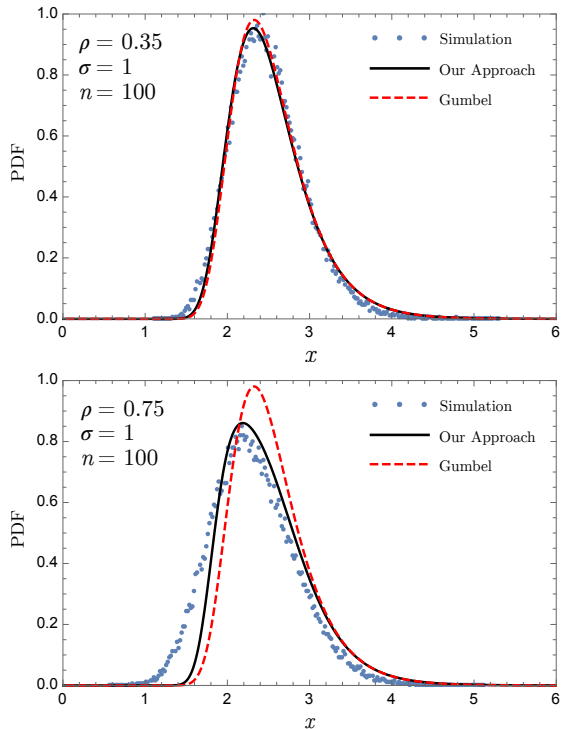 ρ = 0.35
σ = 1
n = 100
Simulation
Our Approach
Gumbel
PDF
1.0
0.8
0.6
0.4
0.2
0.0
0 1 2 3 4 5 6
x
ρ = 0.75
σ = 1
n = 100
Simulation
Our Approach
Gumbel
PDF
1.0
0.8
0.6
0.4
0.2
0.0
0 1 2 3 4 5 6
x